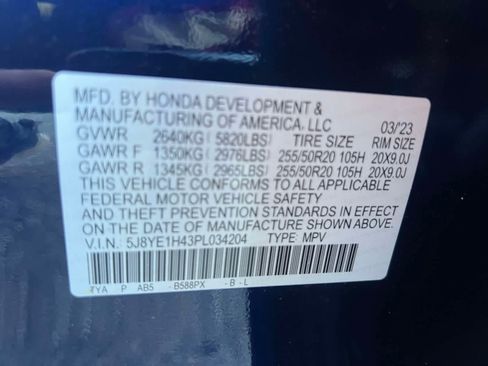 MFD. BY HONDA DEVELOPMENT &
MANUFACTURING OF AMERICA, LLC 03/'23
GVWR 2640KG ( 5820LBS) TIRE SIZE RIM SIZE
GAWR F 1350KG ( 2976LBS) 255/50R20 105H 20X9.0J
GAWR R 1345KG ( 2965LBS) 255/50R20 105H 20X9.0J
THIS VEHICLE CONFORMS TO ALL APPLICABLE
FEDERAL MOTOR VEHICLE SAFETY
AND THEFT PREVENTION STANDARDS IN EFFECT
ON THE DATE OF MANUFACTURE SHOWN ABOVE.
V.I.N.: 5J8YE1H43PL034204 TYPE: MPV
TYA P AB5 -B588PX -B -L